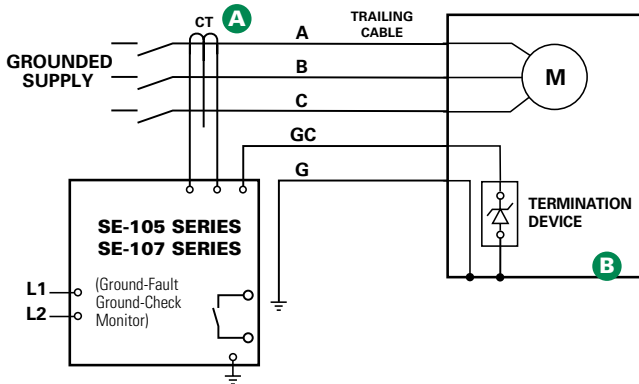 CT
A
A
TRAILING
CABLE
GROUNDED
SUPPLY
B
C
M
GC
G
SE-105 SERIES
SE-107 SERIES
(Ground-Fault
Ground-Check
Monitor)
L1
L2
TERMINATION
DEVICE
B